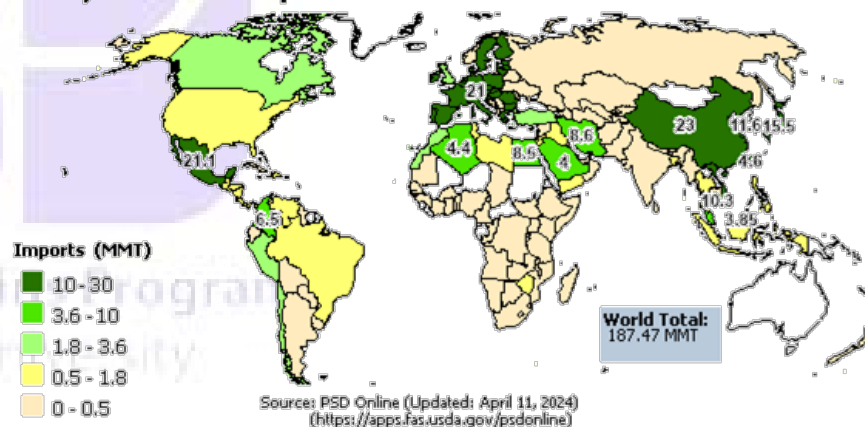 21
4.4
8.5
8.6
4
23
11.6
15.5
4.6
21.1
6.5
10.3
3.85
Imports (MMT)
10-30
3.6 - 10
1.8 - 3.6
0.5 - 1.8
0 - 0.5
World Total:
187.47 MMT
Source: PSD Online (Updated: April 11, 2024)
(https://apps.fas.usda.gov/psdonline)